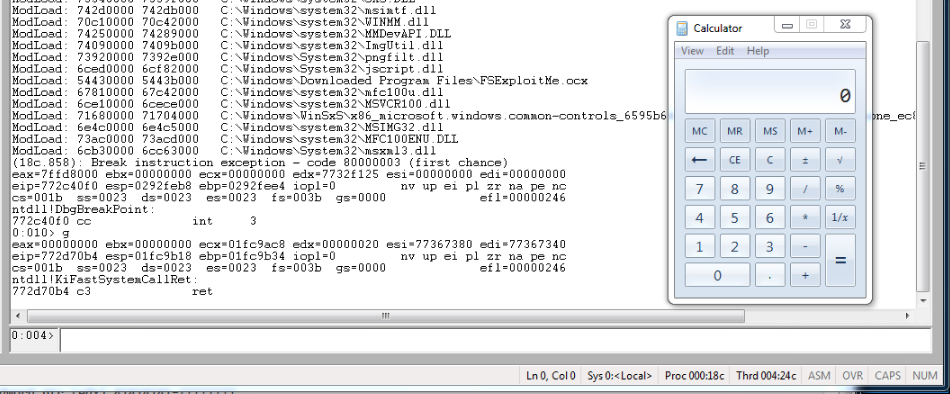 ModLoad: 742d0000 742db000   C:\Windows\system32\msimtf.dll
ModLoad: 70c10000 70c42000   C:\Windows\system32\WINMM.dll
ModLoad: 74250000 74289000   C:\Windows\System32\MMDevAPI.DLL
ModLoad: 74090000 7409b000   C:\Windows\system32\ImgUtil.dll
ModLoad: 73920000 7392e000   C:\Windows\System32\pngfilt.dll
ModLoad: 6ced0000 6cf82000   C:\Windows\System32\jscript.dll
ModLoad: 54430000 5443b000   C:\Windows\Downloaded Program Files\FSExploitMe.ocx
ModLoad: 67810000 67c42000   C:\Windows\system32\mfc100u.dll
ModLoad: 6ce10000 6cece000   C:\Windows\system32\MSVCR100.dll
ModLoad: 71680000 71704000   C:\Windows\WinSxS\x86_microsoft.windows.common-controls_6595b6
ModLoad: 6e4c0000 6e4c5000   C:\Windows\system32\MSIMG32.dll
ModLoad: 73ac0000 73acd000   C:\Windows\system32\MFC100ENU.DLL
ModLoad: 6cb30000 6cc63000   C:\Windows\System32\msxml3.dll
(18c.858): Break instruction exception - code 80000003 (first chance)
eax=7ffd8000 ebx=00000000 ecx=00000000 edx=7732f125 esi=00000000 edi=00000000
eip=772c40f0 esp=0292feb8 ebp=0292fee4 iopl=0         nv up ei pl zr na pe nc
cs=001b  ss=0023  ds=0023  es=0023  fs=003b  gs=0000             efl=00000246
ntdll!DbgBreakPoint:
772c40f0 cc              int     3
0:010> g
eax=00000000 ebx=00000000 ecx=01fc9ac8 edx=00000020 esi=77367380 edi=77367340
eip=772d70b4 esp=01fc9b18 ebp=01fc9b34 iopl=0         nv up ei pl zr na pe nc
cs=001b  ss=0023  ds=0023  es=0023  fs=003b  gs=0000             efl=00000246
ntdll!KiFastSystemCallRet:
772d70b4 c3              ret
0:004>
Ln 0, Col 0 Sys 0:<Local> Proc 000:18c Thrd 004:24c ASM OVR CAPS NUM
Calculator
View Edit Help
0
MC MR MS M+ M-
← CE C ± √
7 8 9 / %
4 5 6 * 1/x
1 2 3 - =
0 . +